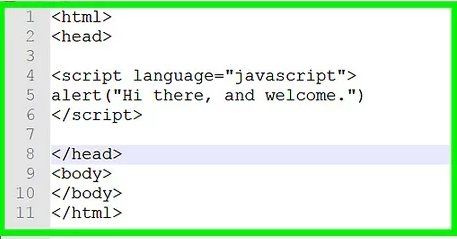 1 <html>
2 <head>
3
4 <script language="javascript">
5 alert("Hi there, and welcome.")
6 </script>
7
8 </head>
9 <body>
10 </body>
11 </html>